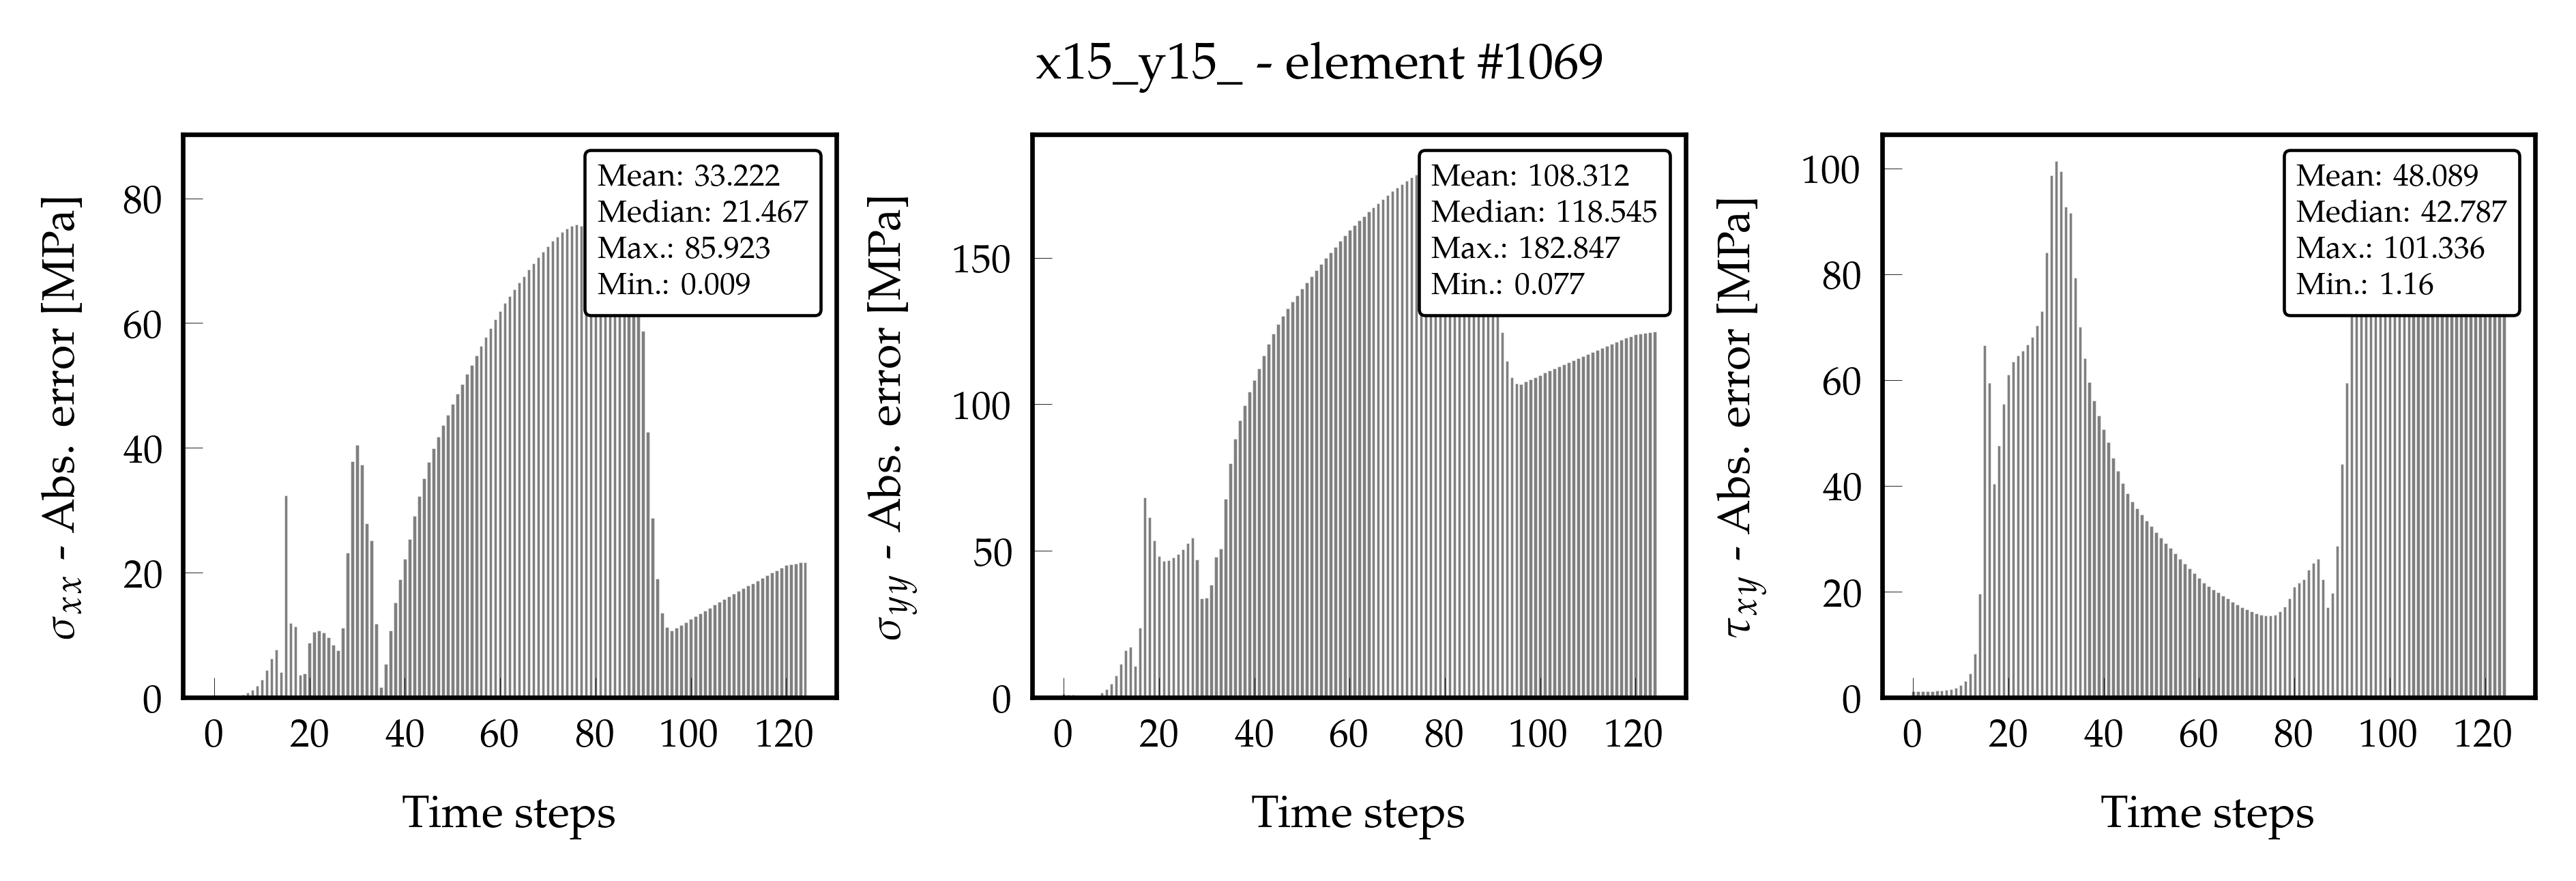 x15_y15_ - element #1069
σxx - Abs. error [MPa]
80
60
40
20
0
Mean: 33.222
Median: 21.467
Max.: 85.923
Min.: 0.009
0 20 40 60 80 100 120
Time steps
σyy - Abs. error [MPa]
150
100
50
0
Mean: 108.312
Median: 118.545
Max.: 182.847
Min.: 0.077
0 20 40 60 80 100 120
Time steps
τxy - Abs. error [MPa]
100
80
60
40
20
0
Mean: 48.089
Median: 42.787
Max.: 101.336
Min.: 1.16
0 20 40 60 80 100 120
Time steps